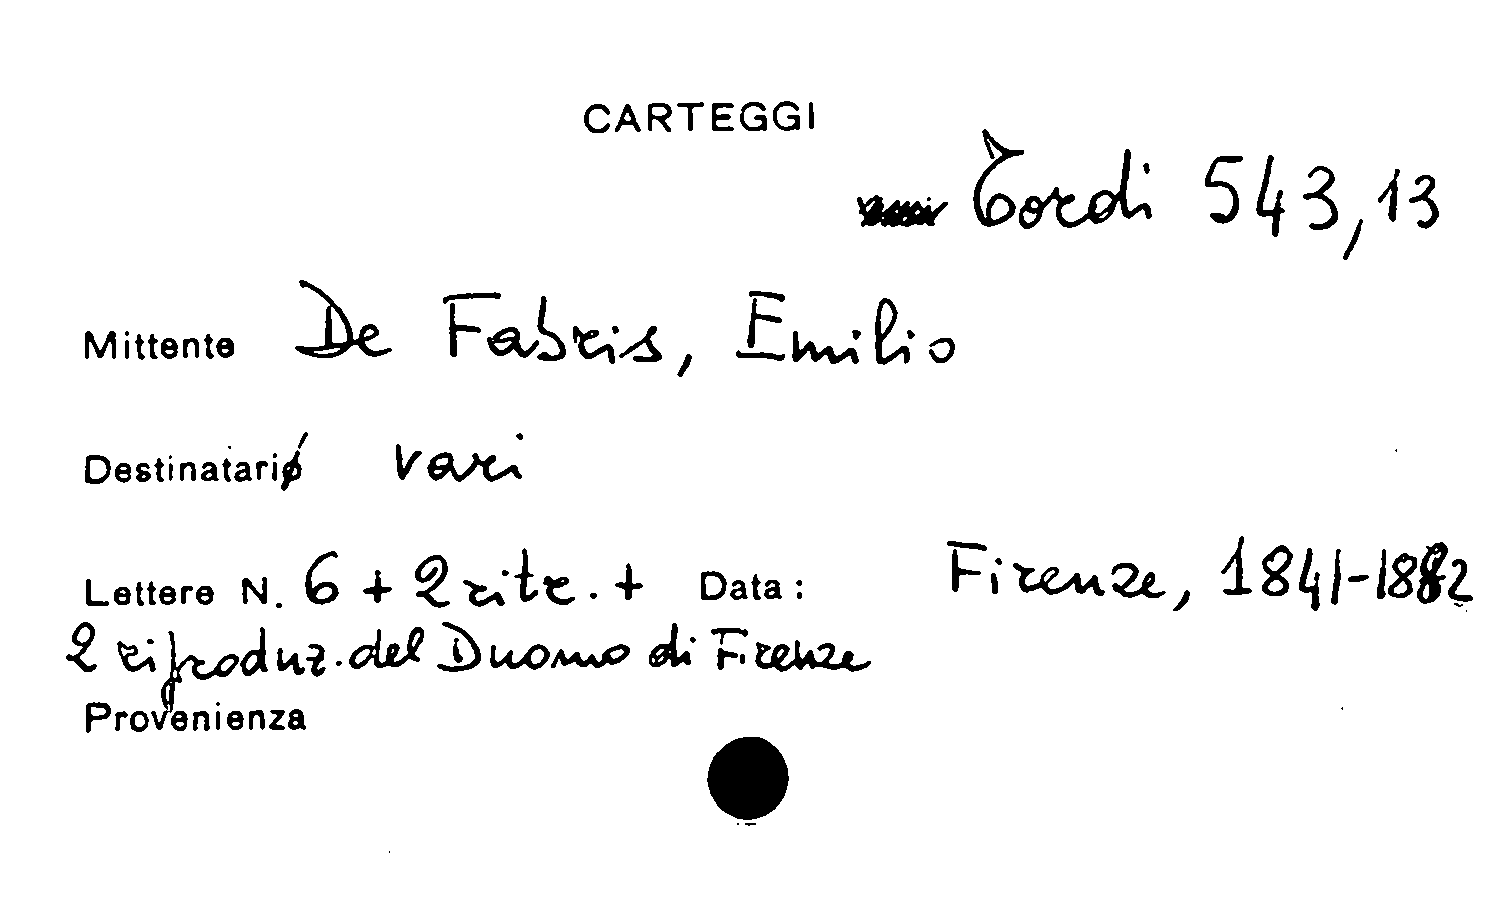 CARTEGGI
Tordi 543,13
Mittente De Fabris, Emilio
Destinatari vari
Lettere N. 6 + 2 ritr. + Data: Firenze, 1841-1882
2 riproduz. del Duomo di Firenze
Provenienza